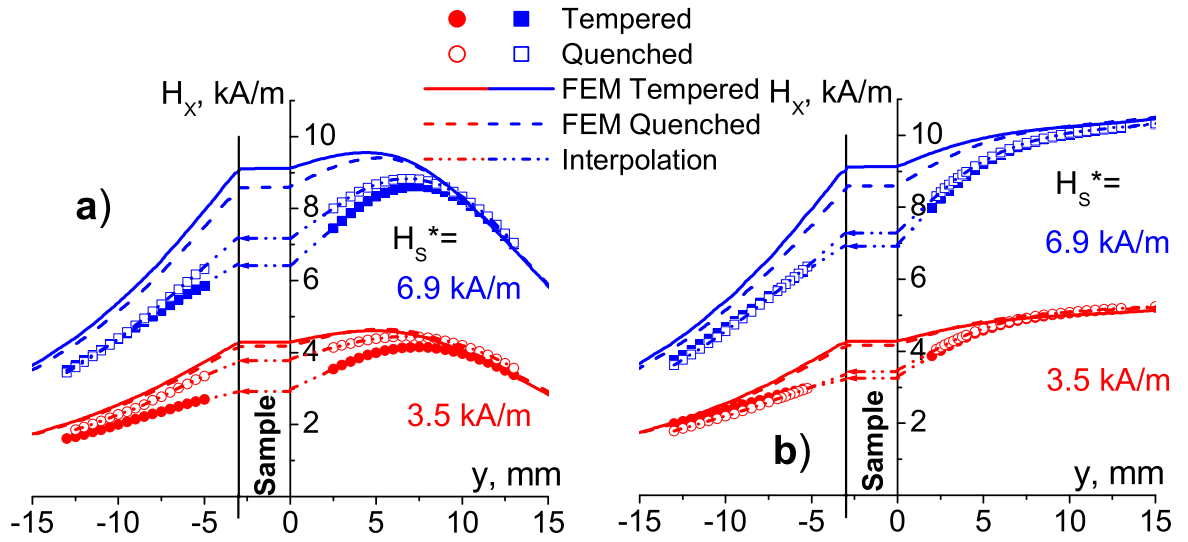 Tempered
Quenched
FEM Tempered
FEM Quenched
Interpolation
H_X, kA/m
10
8
6
4
2
a)
H_S*=
6.9 kA/m
3.5 kA/m
Sample
y, mm
-15 -10 -5 0 5 10 15
H_X, kA/m
10
8
6
4
2
H_S*=
6.9 kA/m
3.5 kA/m
b)
Sample
y, mm
-15 -10 -5 0 5 10 15